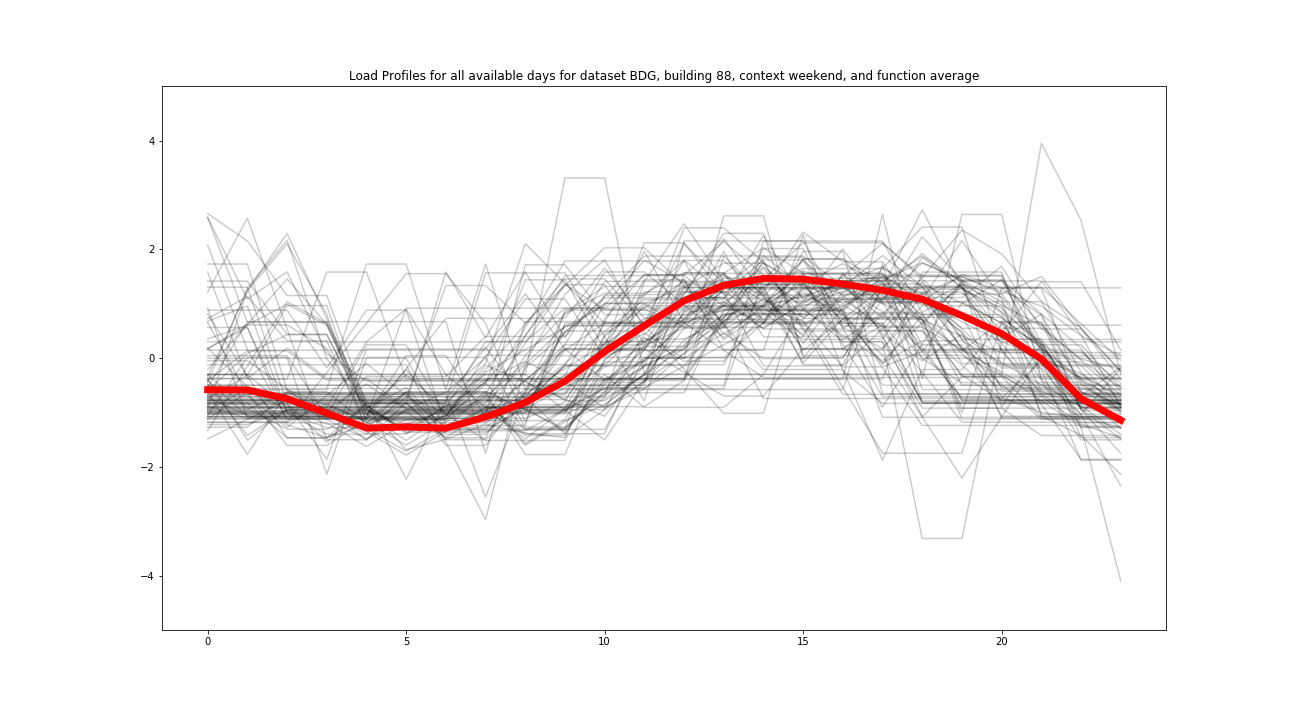 Load Profiles for all available days for dataset BDG, building 88, context weekend, and function average
4
2
0
−2
−4
0 5 10 15 20